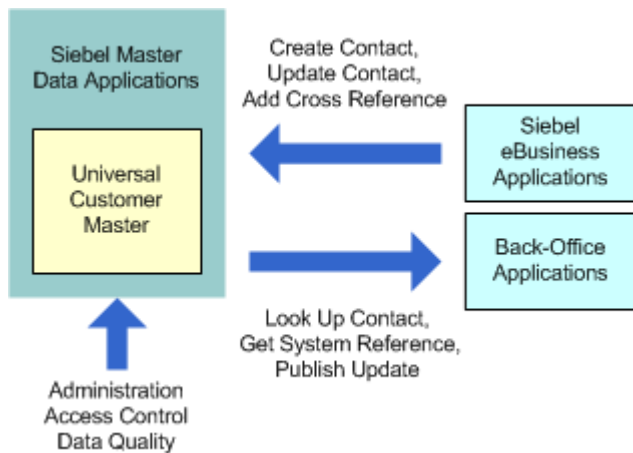 Siebel Master
Data Applications
Universal
Customer
Master
Create Contact,
Update Contact,
Add Cross Reference
Siebel
eBusiness
Applications
Back-Office
Applications
Look Up Contact,
Get System Reference,
Publish Update
Administration
Access Control
Data Quality